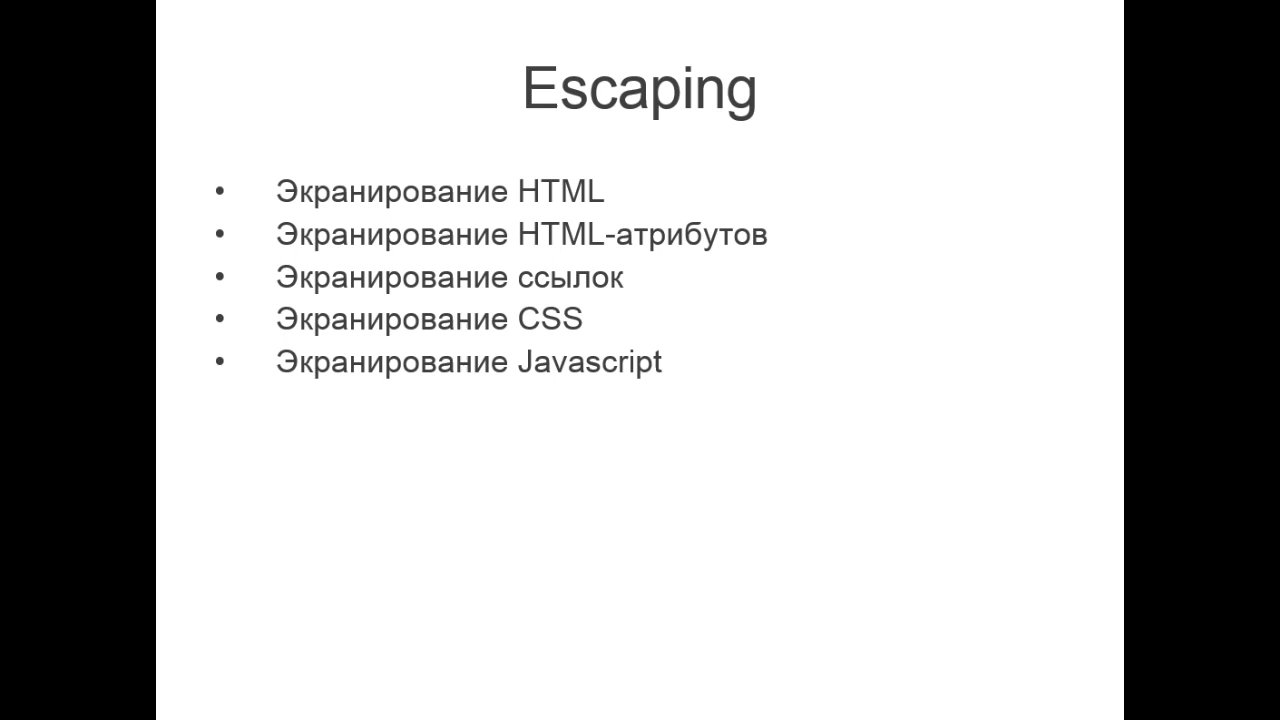 Escaping
• Экранирование HTML
• Экранирование HTML-атрибутов
• Экранирование ссылок
• Экранирование CSS
• Экранирование Javascript